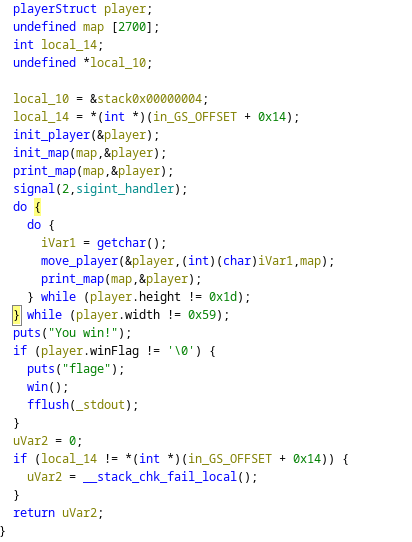 playerStruct player;
undefined map [2700];
int local_14;
undefined *local_10;
local_10 = &stack0x00000004;
local_14 = *(int *)(in_GS_OFFSET + 0x14);
init_player(&player);
init_map(map,&player);
print_map(map,&player);
signal(2,sigint_handler);
do {
do {
iVar1 = getchar();
move_player(&player,(int)(char)iVar1,map);
print_map(map,&player);
} while (player.height != 0x1d);
} while (player.width != 0x59);
puts("You win!");
if (player.winFlag != '\0') {
puts("flage");
win();
fflush(_stdout);
}
uVar2 = 0;
if (local_14 != *(int *)(in_GS_OFFSET + 0x14)) {
uVar2 = __stack_chk_fail_local();
}
return uVar2;
}